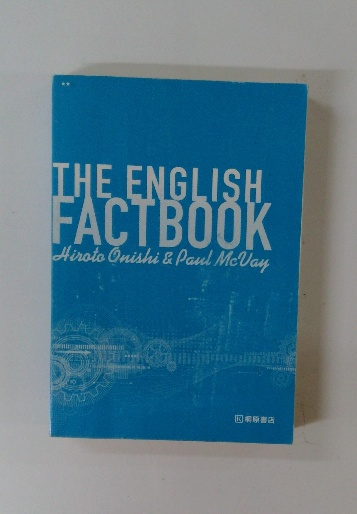 **
THE ENGLISH
FACTBOOK
Hiroto Onishi & Paul McVay
K 桐原書店